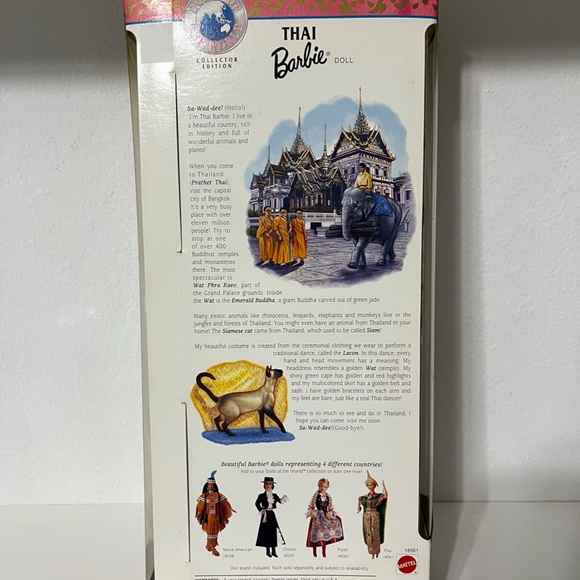 COLLECTOR
EDITION
THAI
Barbie® DOLL
Sa-Wad-dee! (Hello!)
I'm Thai Barbie. I live in
a beautiful country, rich
in history and full of
wonderful animals and
plants!
When you come
to Thailand
(Prathet Thai),
visit the capital
city of Bangkok.
It's a very busy
place with over
eleven million
people! Try to
stop at one of
over 400
Buddhist temples
and monasteries
there. The most
spectacular is
Wat Phra Kaeo, part of
the Grand Palace grounds. Inside
the Wat is the Emerald Buddha, a giant Buddha carved out of green jade.
Many exotic animals like rhinoceros, leopards, elephants and monkeys live in the
jungles and forests of Thailand. You might even have an animal from Thailand in your
home! The Siamese cat came from Thailand, which used to be called Siam!
My beautiful costume is created from the ceremonial clothing we wear to perform a
traditional dance, called the Lacon. In this dance, every
hand and head movement has a meaning. My
headdress resembles a golden Wat (temple). My
shiny green cape has golden and red highlights
and my multicolored skirt has a golden belt and
sash. I have golden bracelets on each arm and
my feet are bare, just like a real Thai dancer!
There is so much to see and do in Thailand, I
hope you can come visit me soon.
Sa-Wad-dee! (Good-bye!)
Beautiful Barbie® dolls representing 4 different countries!
Add to your Dolls of the World™ collection or start one now!
Native American
Chilean
Polish
Thai
18561
18561
MATTEL
Doll stand included. Each sold separately and subject to availability.